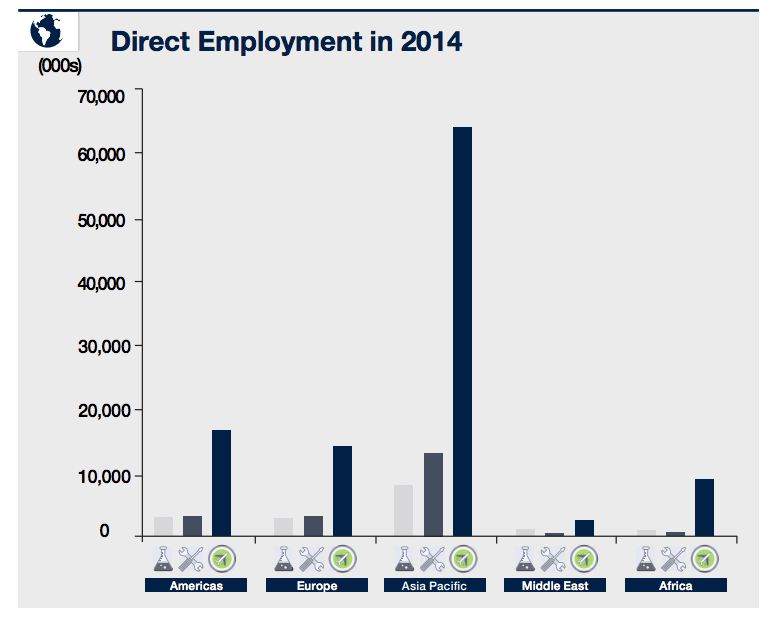 Direct Employment in 2014
(000s)
70,000
60,000
50,000
40,000
30,000
20,000
10,000
0
Americas
Europe
Asia Pacific
Middle East
Africa